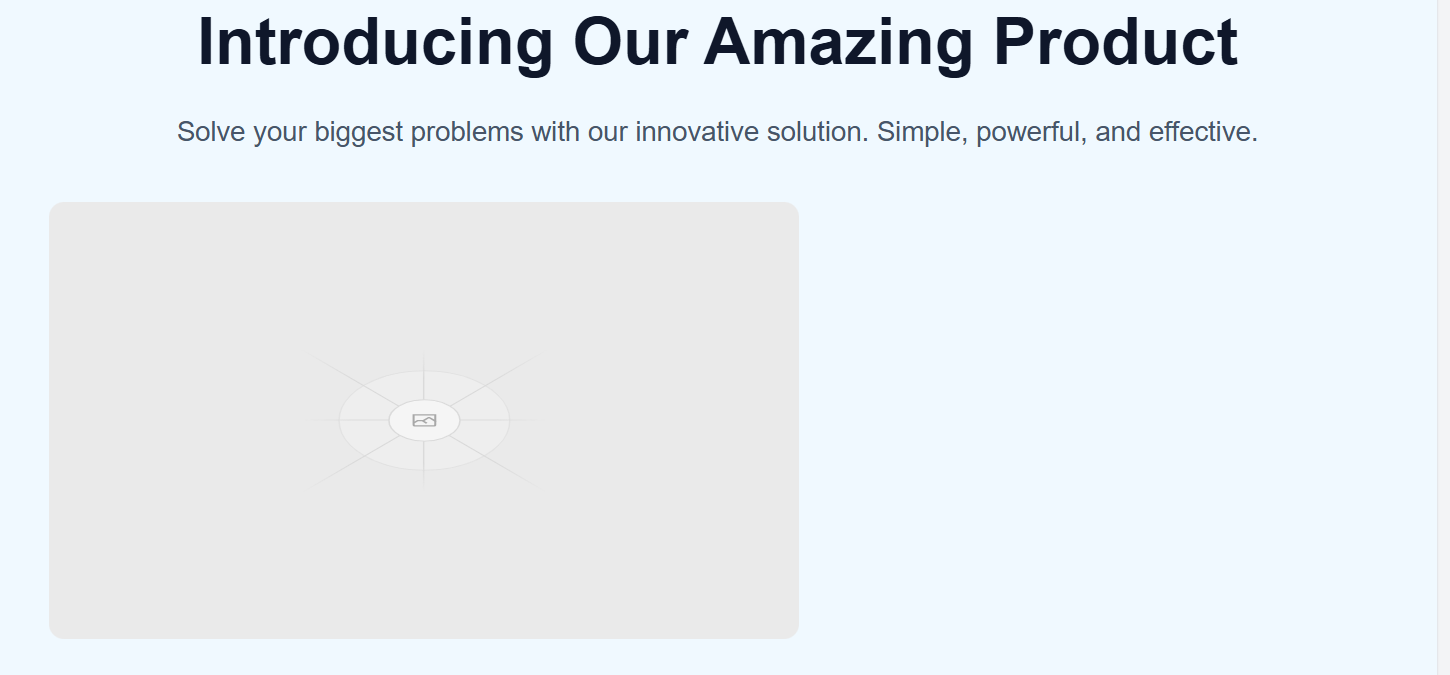 Introducing Our Amazing Product
Solve your biggest problems with our innovative solution. Simple, powerful, and effective.